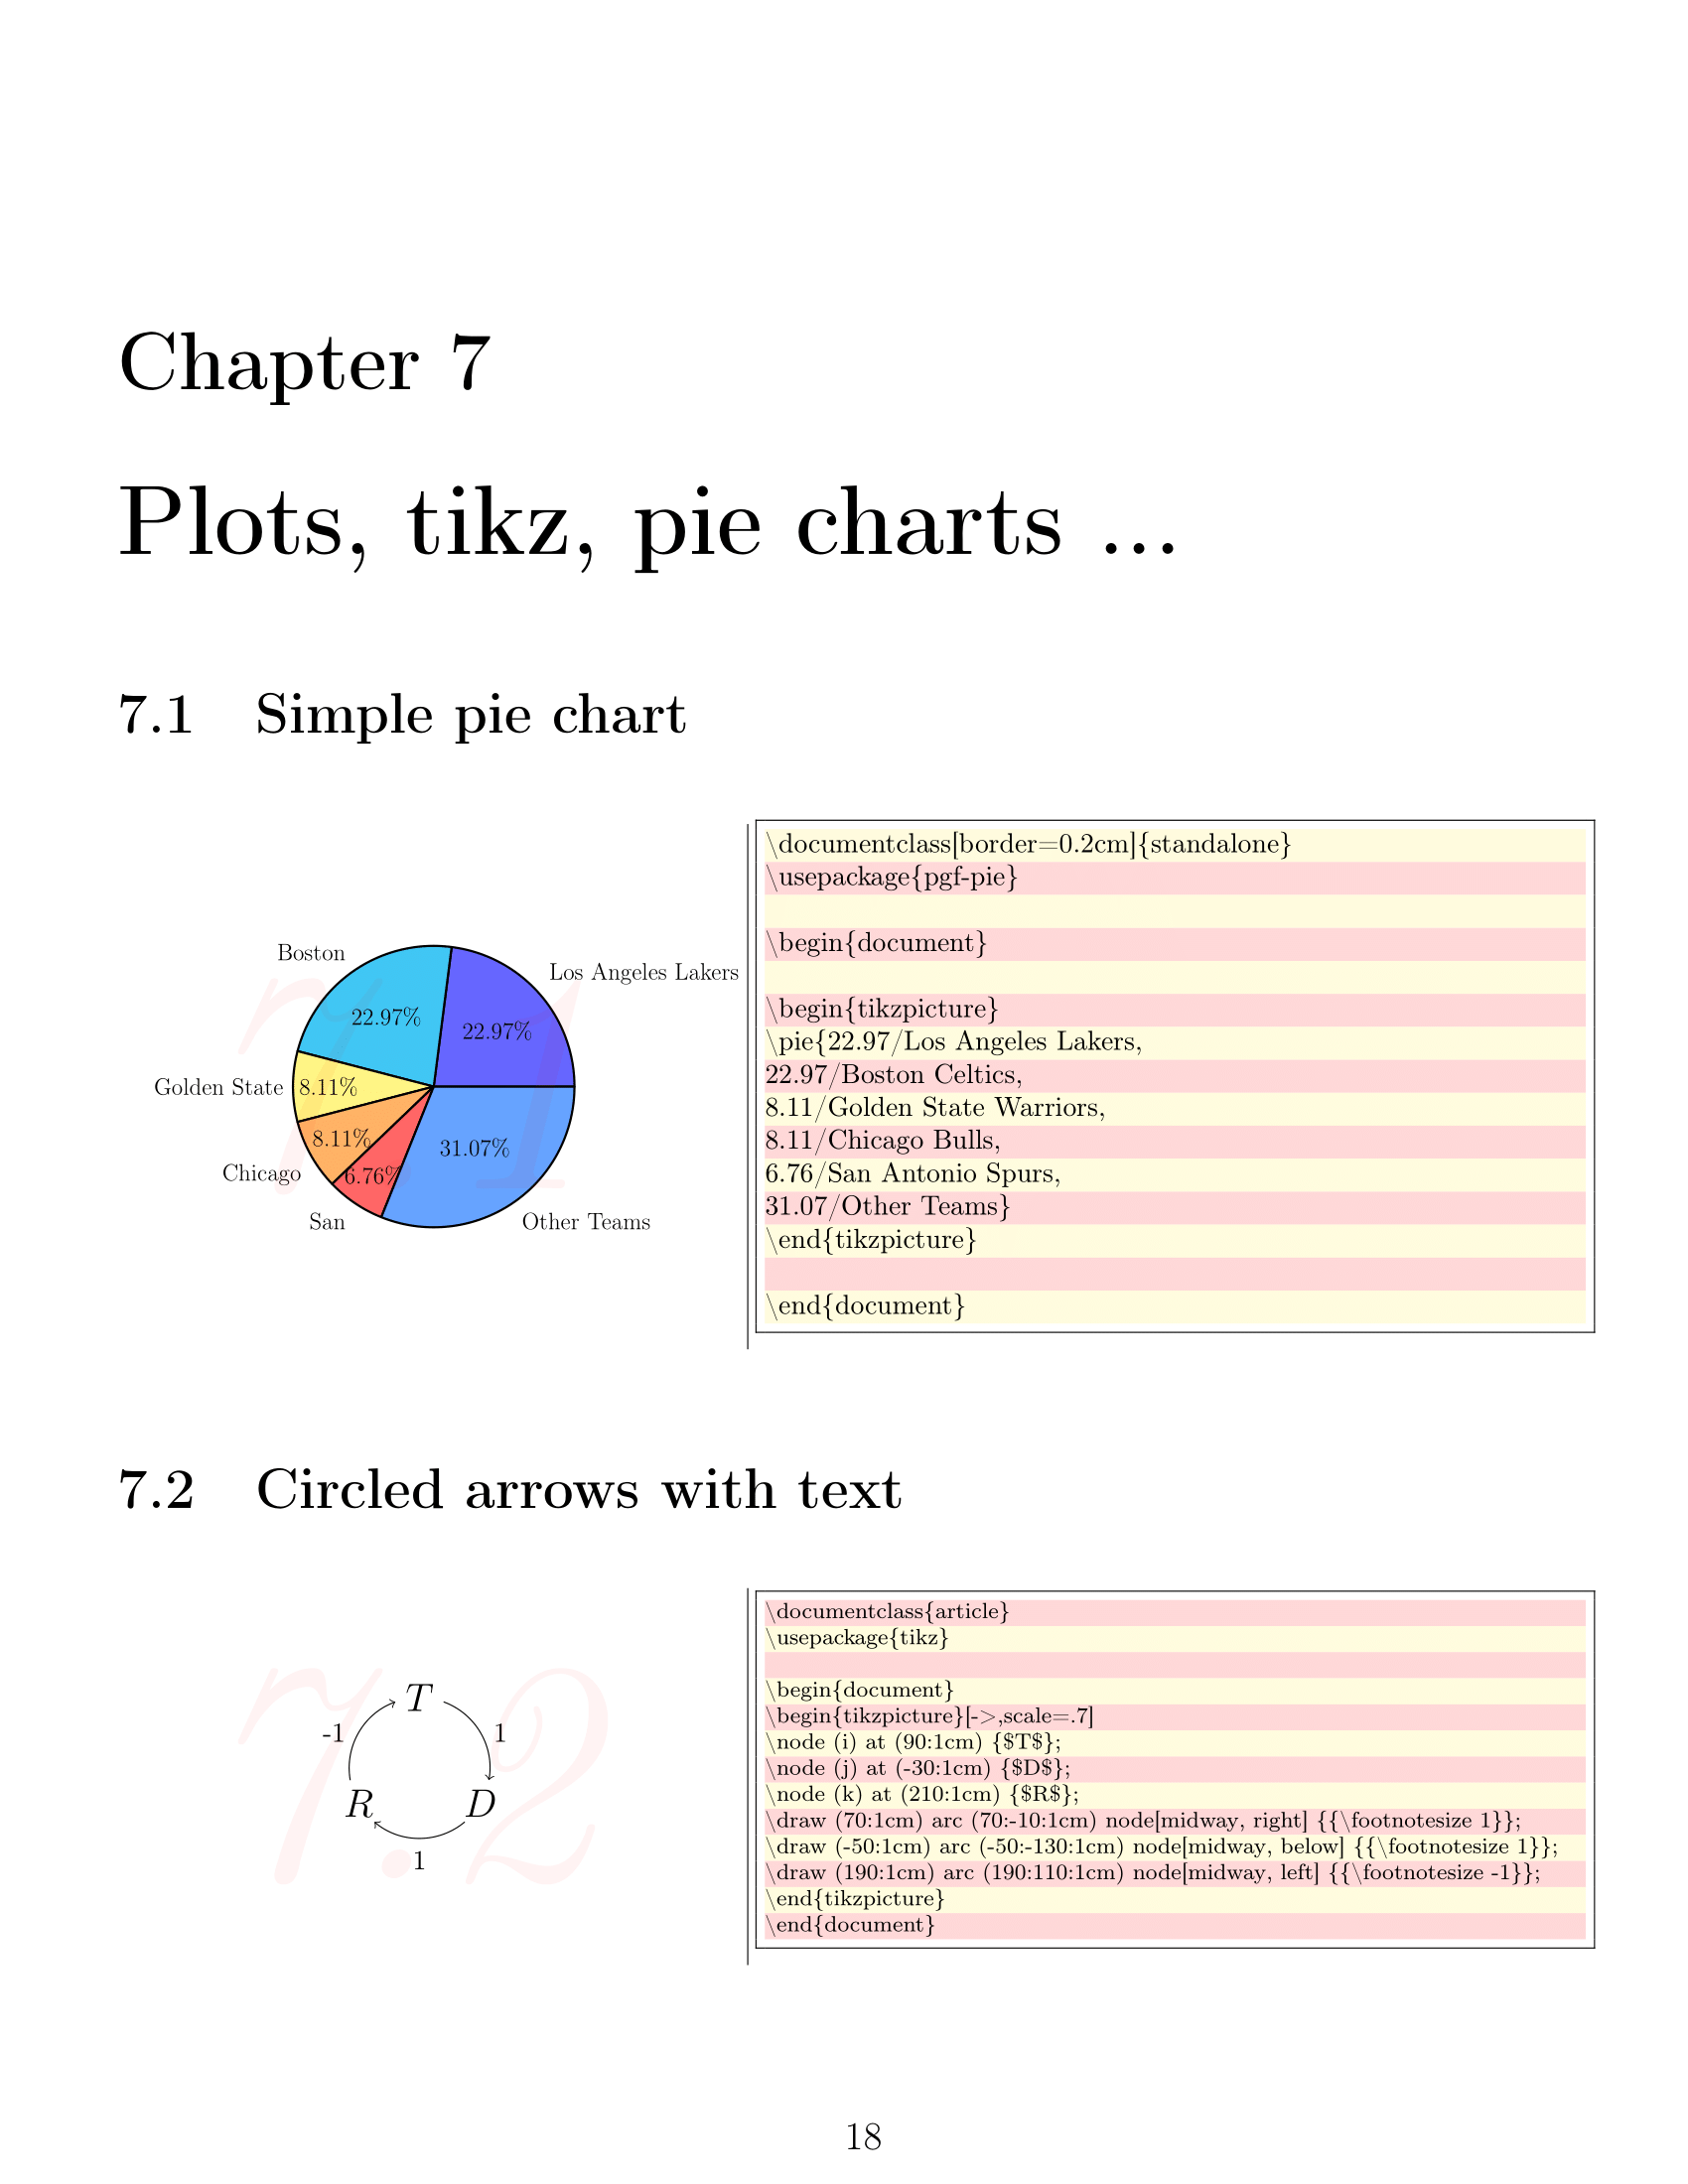 Chapter 7
Plots, tikz, pie charts ...
7.1 Simple pie chart
7.1
Boston
Los Angeles Lakers
22.97%
22.97%
Golden State
8.11%
8.11%
31.07%
Chicago
6.76%
San
Other Teams
\documentclass[border=0.2cm]{standalone}
\usepackage{pgf-pie}
\begin{document}
\begin{tikzpicture}
\pie{22.97/Los Angeles Lakers,
22.97/Boston Celtics,
8.11/Golden State Warriors,
8.11/Chicago Bulls,
6.76/San Antonio Spurs,
31.07/Other Teams}
\end{tikzpicture}
\end{document}
7.2 Circled arrows with text
7.2
T
-1
1
R
D
1
\documentclass{article}
\usepackage{tikz}
\begin{document}
\begin{tikzpicture}[->,scale=.7]
\node (i) at (90:1cm) {$T$};
\node (j) at (-30:1cm) {$D$};
\node (k) at (210:1cm) {$R$};
\draw (70:1cm) arc (70:-10:1cm) node[midway, right] {{\footnotesize 1}};
\draw (-50:1cm) arc (-50:-130:1cm) node[midway, below] {{\footnotesize 1}};
\draw (190:1cm) arc (190:110:1cm) node[midway, left] {{\footnotesize -1}};
\end{tikzpicture}
\end{document}
18